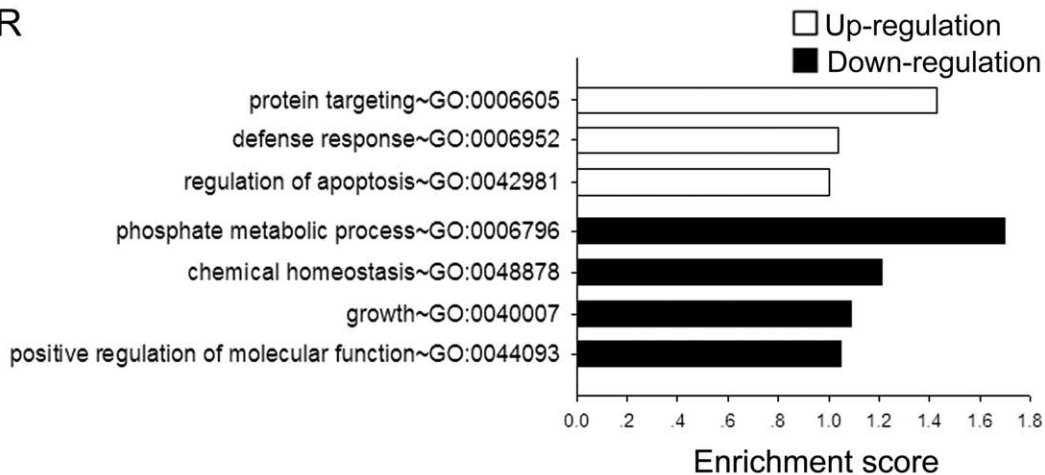 R
Up-regulation
Down-regulation
protein targeting~GO:0006605
defense response~GO:0006952
regulation of apoptosis~GO:0042981
phosphate metabolic process~GO:0006796
chemical homeostasis~GO:0048878
growth~GO:0040007
positive regulation of molecular function~GO:0044093
0.0 .2 .4 .6 .8 1.0 1.2 1.4 1.6 1.8
Enrichment score